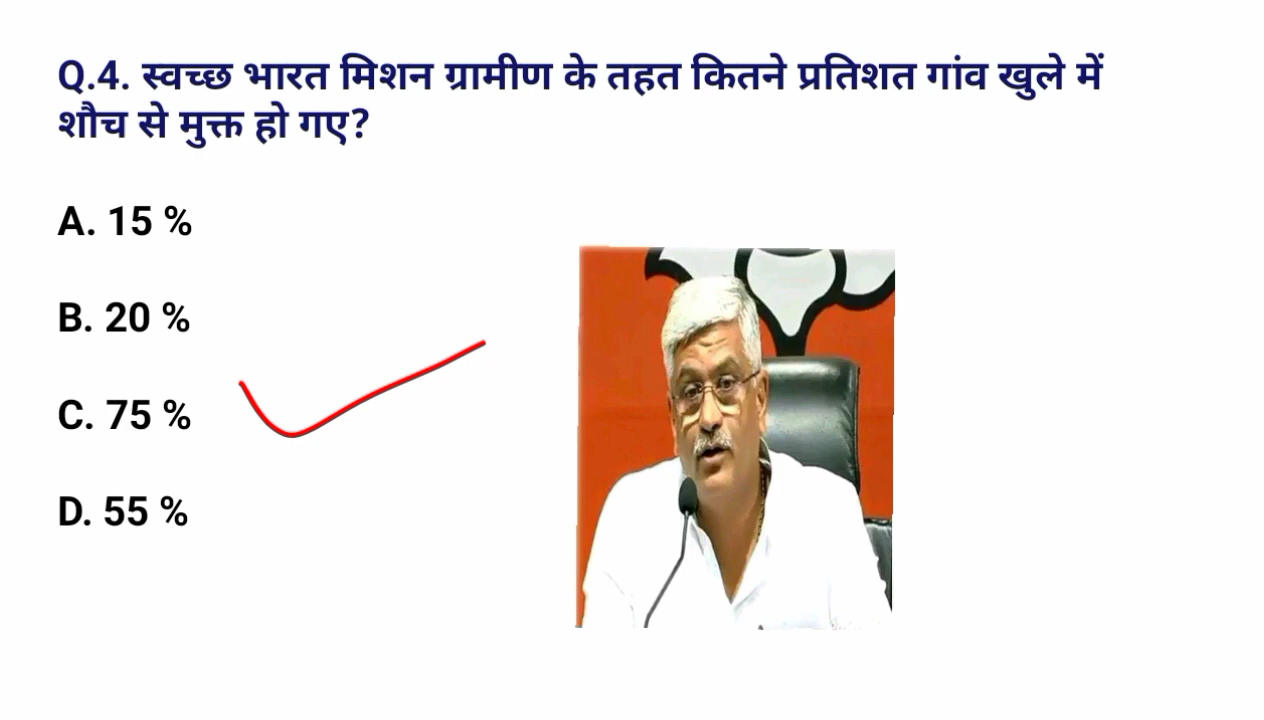 Q.4. स्वच्छ भारत मिशन ग्रामीण के तहत कितने प्रतिशत गांव खुले में
शौच से मुक्त हो गए?
A. 15 %
B. 20 %
C. 75 %
D. 55 %